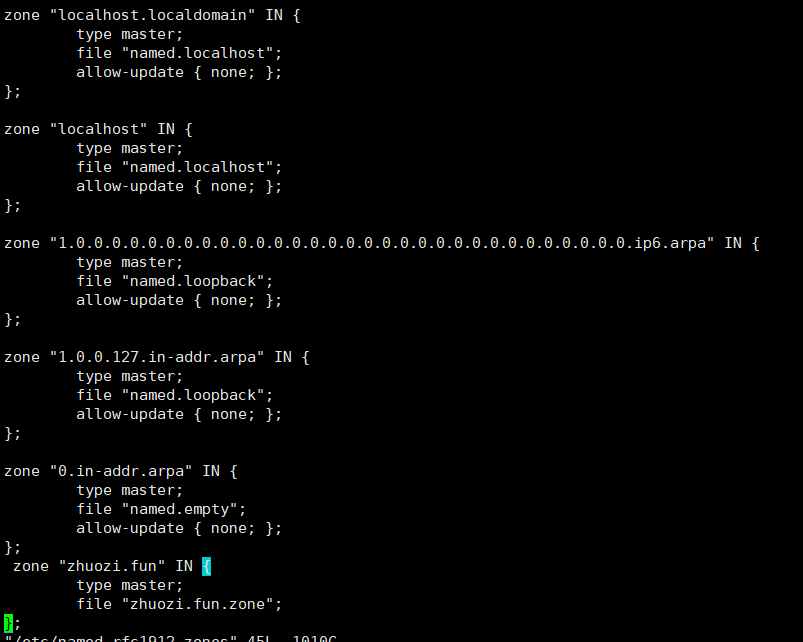 zone "localhost.localdomain" IN {
        type master;
        file "named.localhost";
        allow-update { none; };
};
zone "localhost" IN {
        type master;
        file "named.localhost";
        allow-update { none; };
};
zone "1.0.0.0.0.0.0.0.0.0.0.0.0.0.0.0.0.0.0.0.0.0.0.0.0.0.0.0.0.0.0.0.ip6.arpa" IN {
        type master;
        file "named.loopback";
        allow-update { none; };
};
zone "1.0.0.127.in-addr.arpa" IN {
        type master;
        file "named.loopback";
        allow-update { none; };
};
zone "0.in-addr.arpa" IN {
        type master;
        file "named.empty";
        allow-update { none; };
};
 zone "zhuozi.fun" IN {
        type master;
        file "zhuozi.fun.zone";
};
"/etc/named.rfc1912.zones" 45L, 1010C